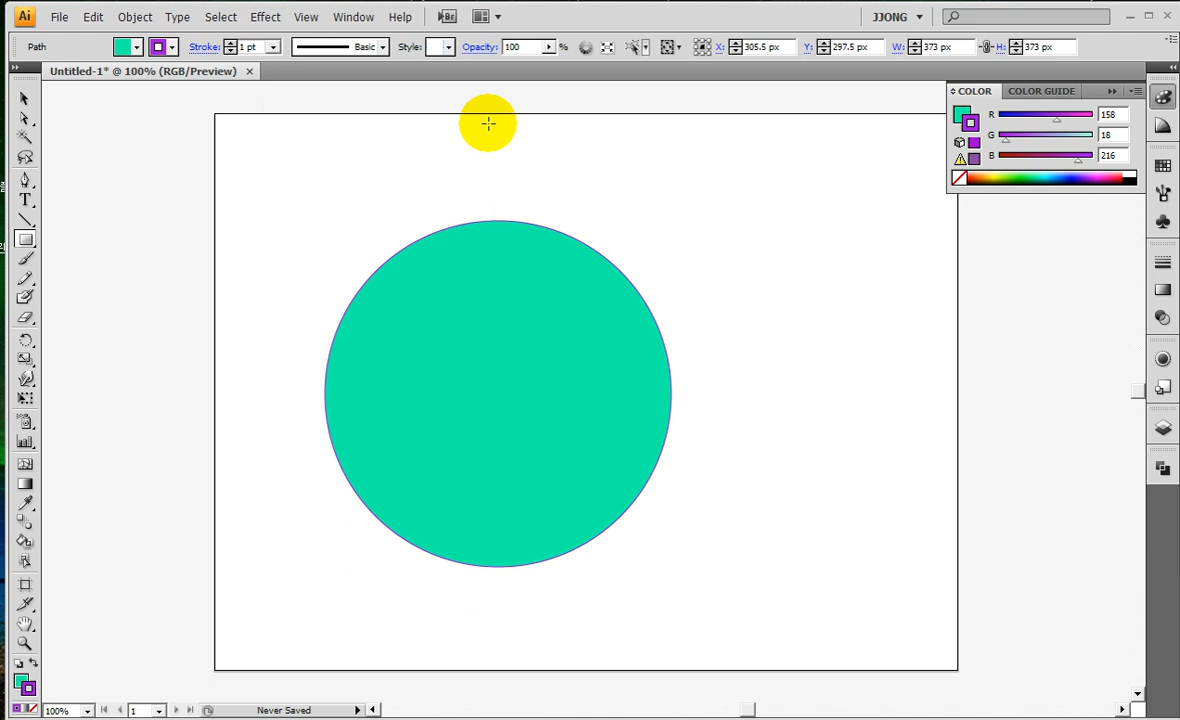 Ai File Edit Object Type Select Effect View Window Help Br JJONG
Path Stroke: 1 pt Basic Style: Opacity: 100 % X: 305.5 px Y: 297.5 px W: 373 px H: 373 px
Untitled-1* @ 100% (RGB/Preview)
COLOR COLOR GUIDE
R 158
G 18
B 216
T
100% 1 Never Saved